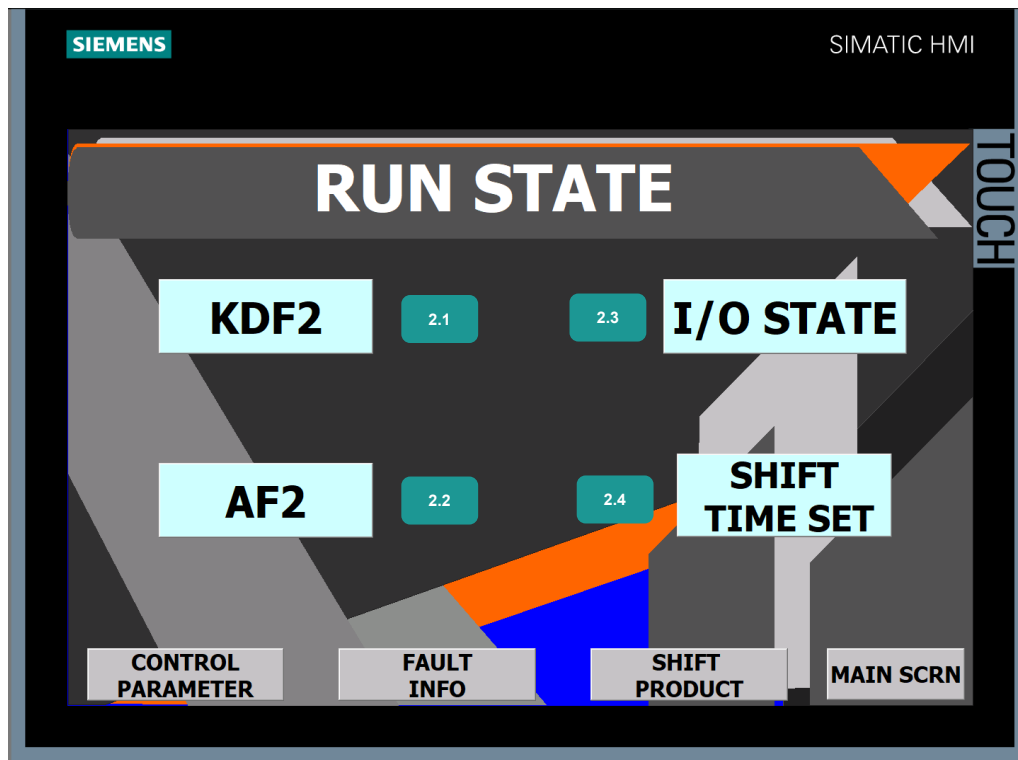 SIEMENS
SIMATIC HMI
TOUCH
RUN STATE
KDF2
2.1
2.3
I/O STATE
AF2
2.2
2.4
SHIFT
TIME SET
CONTROL
PARAMETER
FAULT
INFO
SHIFT
PRODUCT
MAIN SCRN